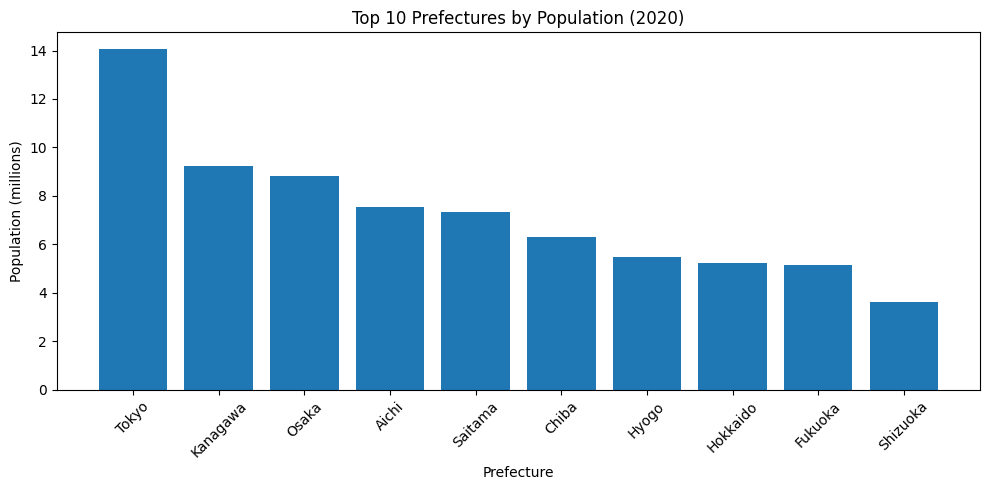 Top 10 Prefectures by Population (2020)
Population (millions)
14
12
10
8
6
4
2
0
Tokyo
Kanagawa
Osaka
Aichi
Saitama
Chiba
Hyogo
Hokkaido
Fukuoka
Shizuoka
Prefecture